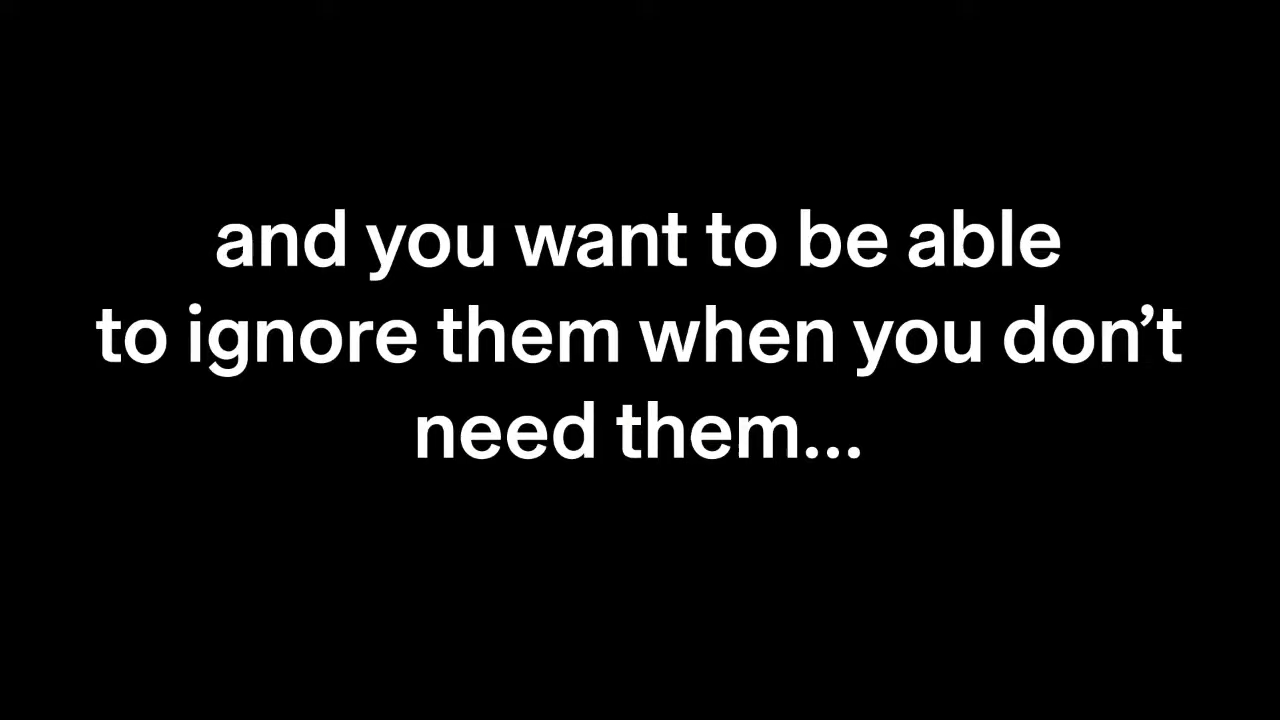 and you want to be able
to ignore them when you don’t
need them...